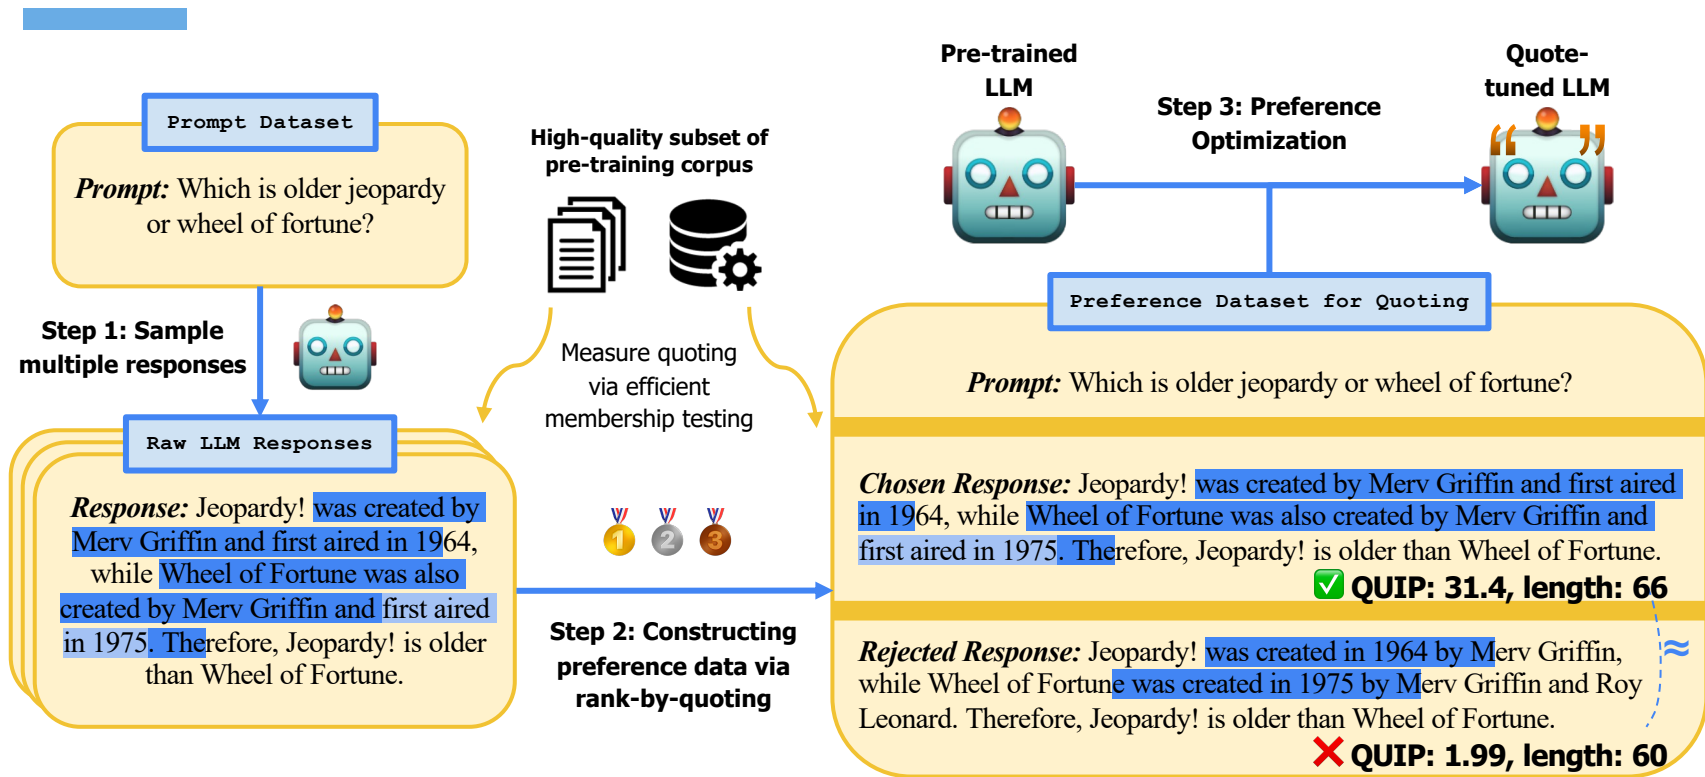 Prompt Dataset
Prompt: Which is older jeopardy
or wheel of fortune?
Step 1: Sample
multiple responses
Raw LLM Responses
Response: Jeopardy! was created by
Merv Griffin and first aired in 1964,
while Wheel of Fortune was also
created by Merv Griffin and first aired
in 1975. Therefore, Jeopardy! is older
than Wheel of Fortune.
High-quality subset of
pre-training corpus
Measure quoting
via efficient
membership testing
1 2 3
Step 2: Constructing
preference data via
rank-by-quoting
Pre-trained
LLM
Step 3: Preference
Optimization
Quote-
tuned LLM
“ ”
Preference Dataset for Quoting
Prompt: Which is older jeopardy or wheel of fortune?
Chosen Response: Jeopardy! was created by Merv Griffin and first aired
in 1964, while Wheel of Fortune was also created by Merv Griffin and
first aired in 1975. Therefore, Jeopardy! is older than Wheel of Fortune.
✅ QUIP: 31.4, length: 66
≈
Rejected Response: Jeopardy! was created in 1964 by Merv Griffin,
while Wheel of Fortune was created in 1975 by Merv Griffin and Roy
Leonard. Therefore, Jeopardy! is older than Wheel of Fortune.
❌ QUIP: 1.99, length: 60